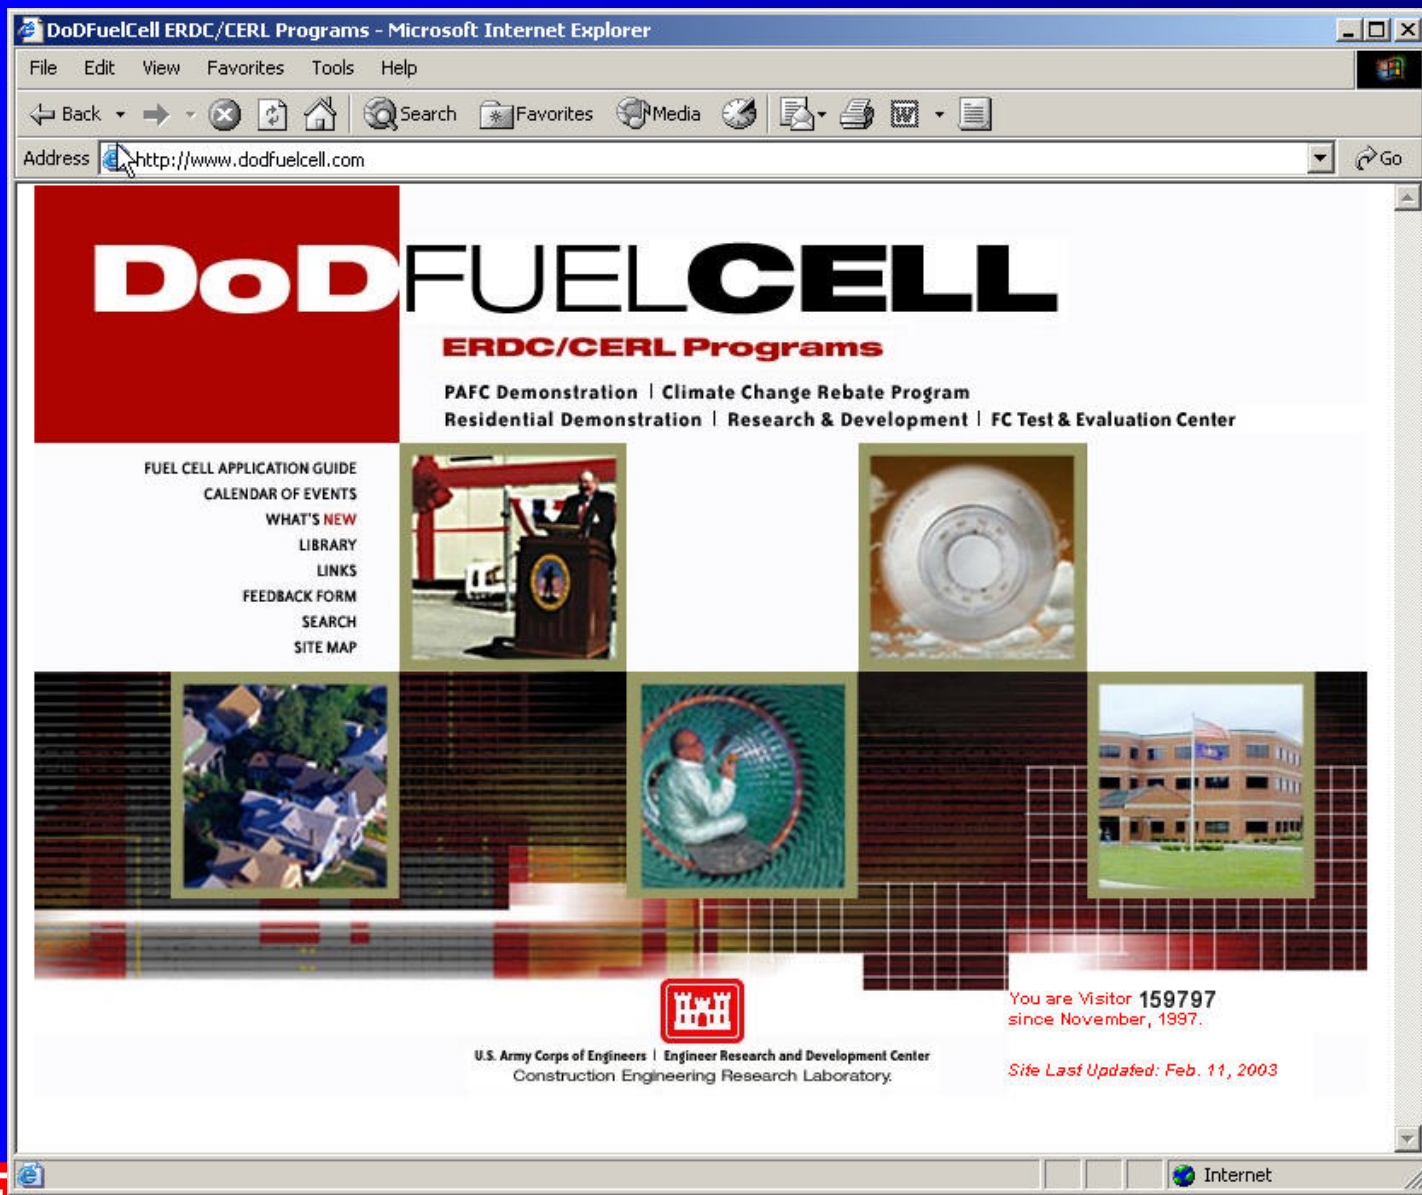 DoDFuelCell ERDC/CERL Programs - Microsoft Internet Explorer
File Edit View Favorites Tools Help
Back Search Favorites Media
Address http://www.dodfuelcell.com Go
DoDFUELCELL
ERDC/CERL Programs
PAFC Demonstration | Climate Change Rebate Program
Residential Demonstration | Research & Development | FC Test & Evaluation Center
FUEL CELL APPLICATION GUIDE
CALENDAR OF EVENTS
WHAT'S NEW
LIBRARY
LINKS
FEEDBACK FORM
SEARCH
SITE MAP
You are Visitor 159797
since November, 1997.
U.S. Army Corps of Engineers | Engineer Research and Development Center
Construction Engineering Research Laboratory.
Site Last Updated: Feb. 11, 2003
Internet